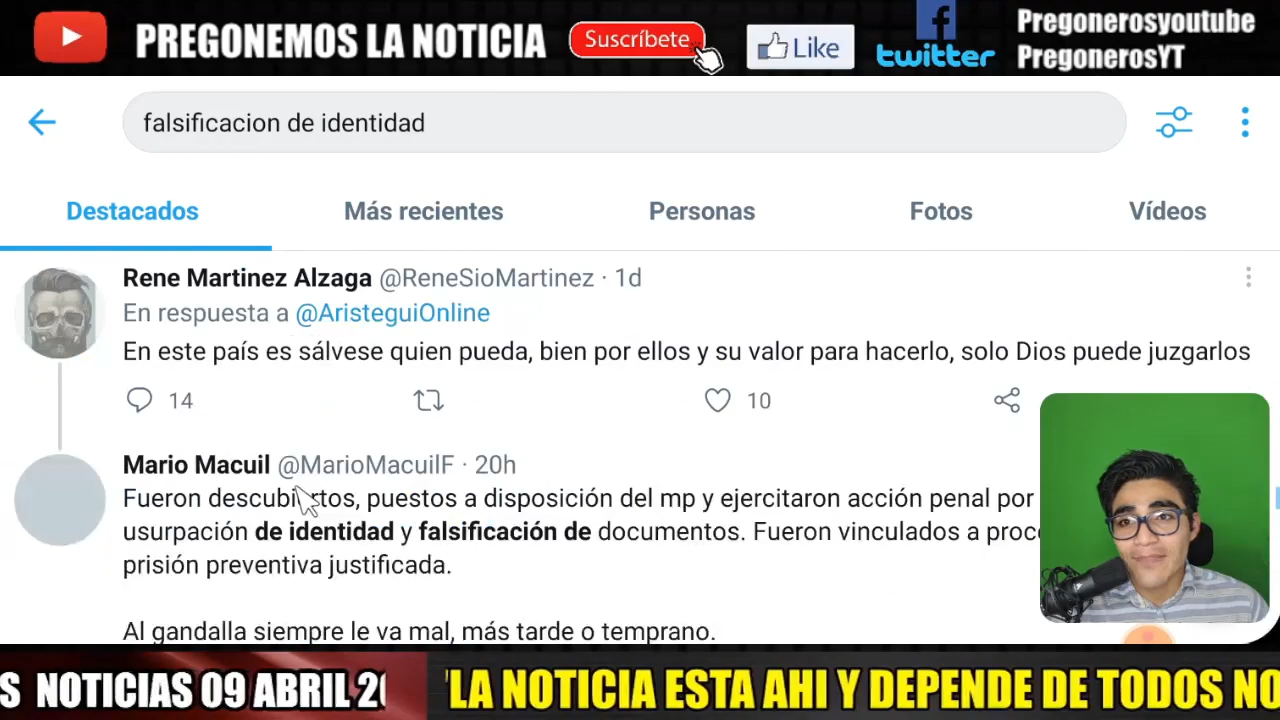 PREGONEMOS LA NOTICIA
Suscríbete
Like
twitter
Pregonerosyoutube
PregonerosYT
falsificacion de identidad
Destacados
Más recientes
Personas
Fotos
Vídeos
Rene Martinez Alzaga @ReneSioMartinez · 1d
En respuesta a @AristeguiOnline
En este país es sálvese quien pueda, bien por ellos y su valor para hacerlo, solo Dios puede juzgarlos
14
10
Mario Macuil @MarioMacuilF · 20h
Fueron descubiertos, puestos a disposición del mp y ejercitaron acción penal por
usurpación de identidad y falsificación de documentos. Fueron vinculados a
prisión preventiva justificada.
Al gandalla siempre le va mal, más tarde o temprano.
S NOTICIAS 09 ABRIL
"LA NOTICIA ESTA AHI Y DEPENDE DE TODOS NO